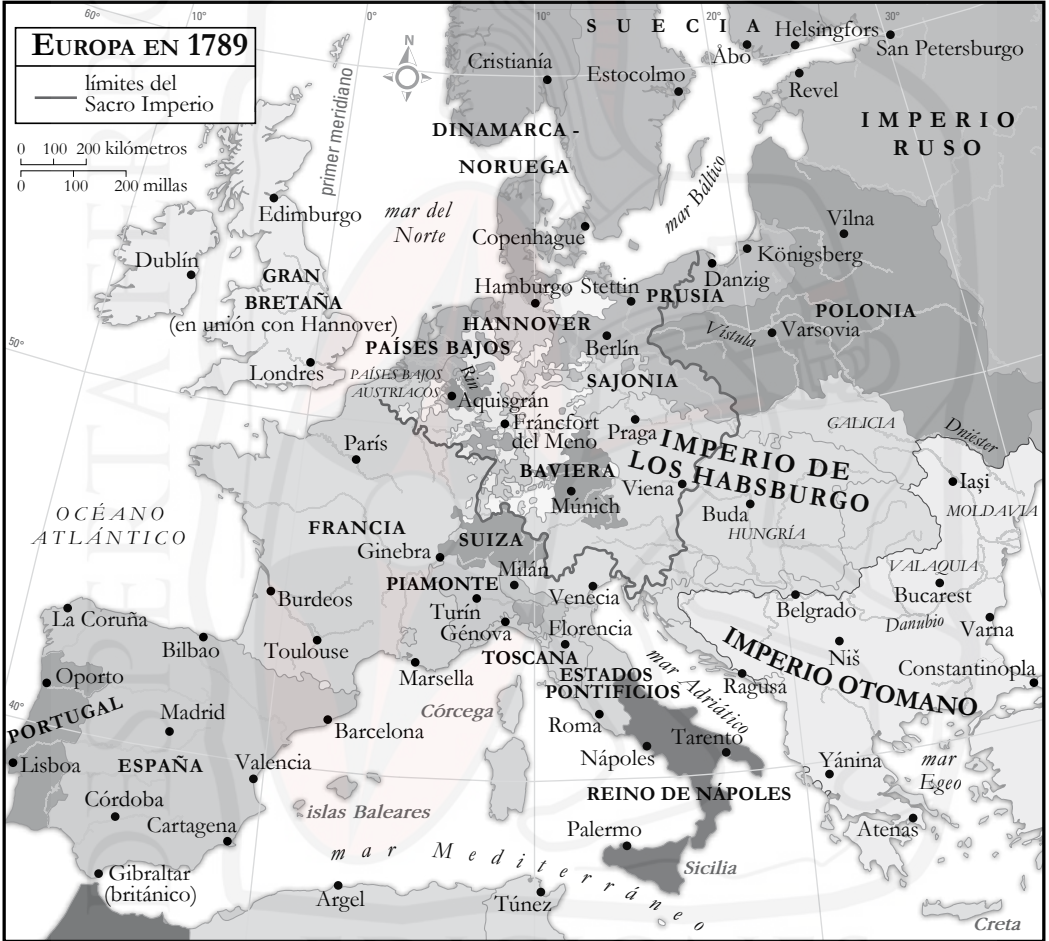 EUROPA EN 1789
límites del
Sacro Imperio
0 100 200 kilómetros
0 100 200 millas
60°
10°
0°
10°
20°
30°
50°
40°
N
primer meridiano
SUECIA
Helsingfors
San Petersburgo
Åbo
Cristianía
Estocolmo
Revel
IMPERIO
RUSO
DINAMARCA -
NORUEGA
mar Báltico
mar del
Norte
Edimburgo
Copenhague
Vilna
Königsberg
Dublín
Danzig
GRAN
BRETAÑA
(en unión con Hannover)
Hamburgo
Stettin
PRUSIA
POLONIA
HANNOVER
Vístula
Varsovia
PAÍSES BAJOS
Berlín
Londres
PAÍSES BAJOS
AUSTRIACOS
Rin
SAJONIA
Aquisgrán
Fráncfort
del Meno
Praga
GALICIA
Dniéster
París
IMPERIO DE
LOS HABSBURGO
BAVIERA
Viena
Múnich
Iași
MOLDAVIA
Buda
HUNGRÍA
OCÉANO
ATLÁNTICO
FRANCIA
Ginebra
SUIZA
Milán
VALAQUIA
Bucarest
PIAMONTE
Turín
Venecia
Belgrado
Danubio
Varna
La Coruña
Burdeos
Génova
Florencia
Bilbao
Toulouse
TOSCANA
IMPERIO OTOMANO
Niš
Constantinopla
Marsella
ESTADOS
PONTIFICIOS
mar Adriático
Ragusa
Oporto
PORTUGAL
Madrid
Córcega
Barcelona
Roma
Tarento
Lisboa
ESPAÑA
Valencia
Nápoles
Yánina
mar
Egeo
Córdoba
islas Baleares
REINO DE NÁPOLES
Cartagena
Palermo
Atenas
mar Mediterráneo
Sicilia
Gibraltar
(británico)
Argel
Túnez
Creta